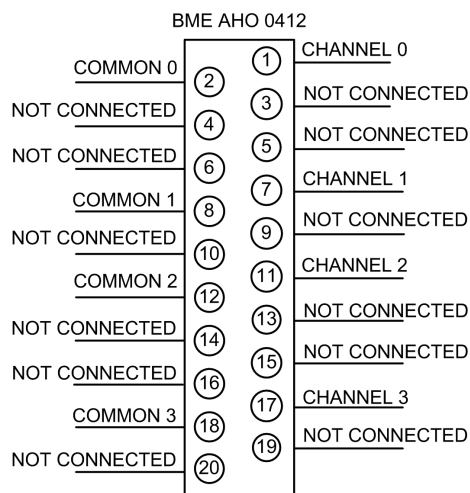 BME AHO 0412
1 CHANNEL 0
COMMON 0 2
3 NOT CONNECTED
NOT CONNECTED 4
5 NOT CONNECTED
NOT CONNECTED 6
7 CHANNEL 1
COMMON 1 8
9 NOT CONNECTED
NOT CONNECTED 10
11 CHANNEL 2
COMMON 2 12
13 NOT CONNECTED
NOT CONNECTED 14
15 NOT CONNECTED
NOT CONNECTED 16
17 CHANNEL 3
COMMON 3 18
19 NOT CONNECTED
NOT CONNECTED 20